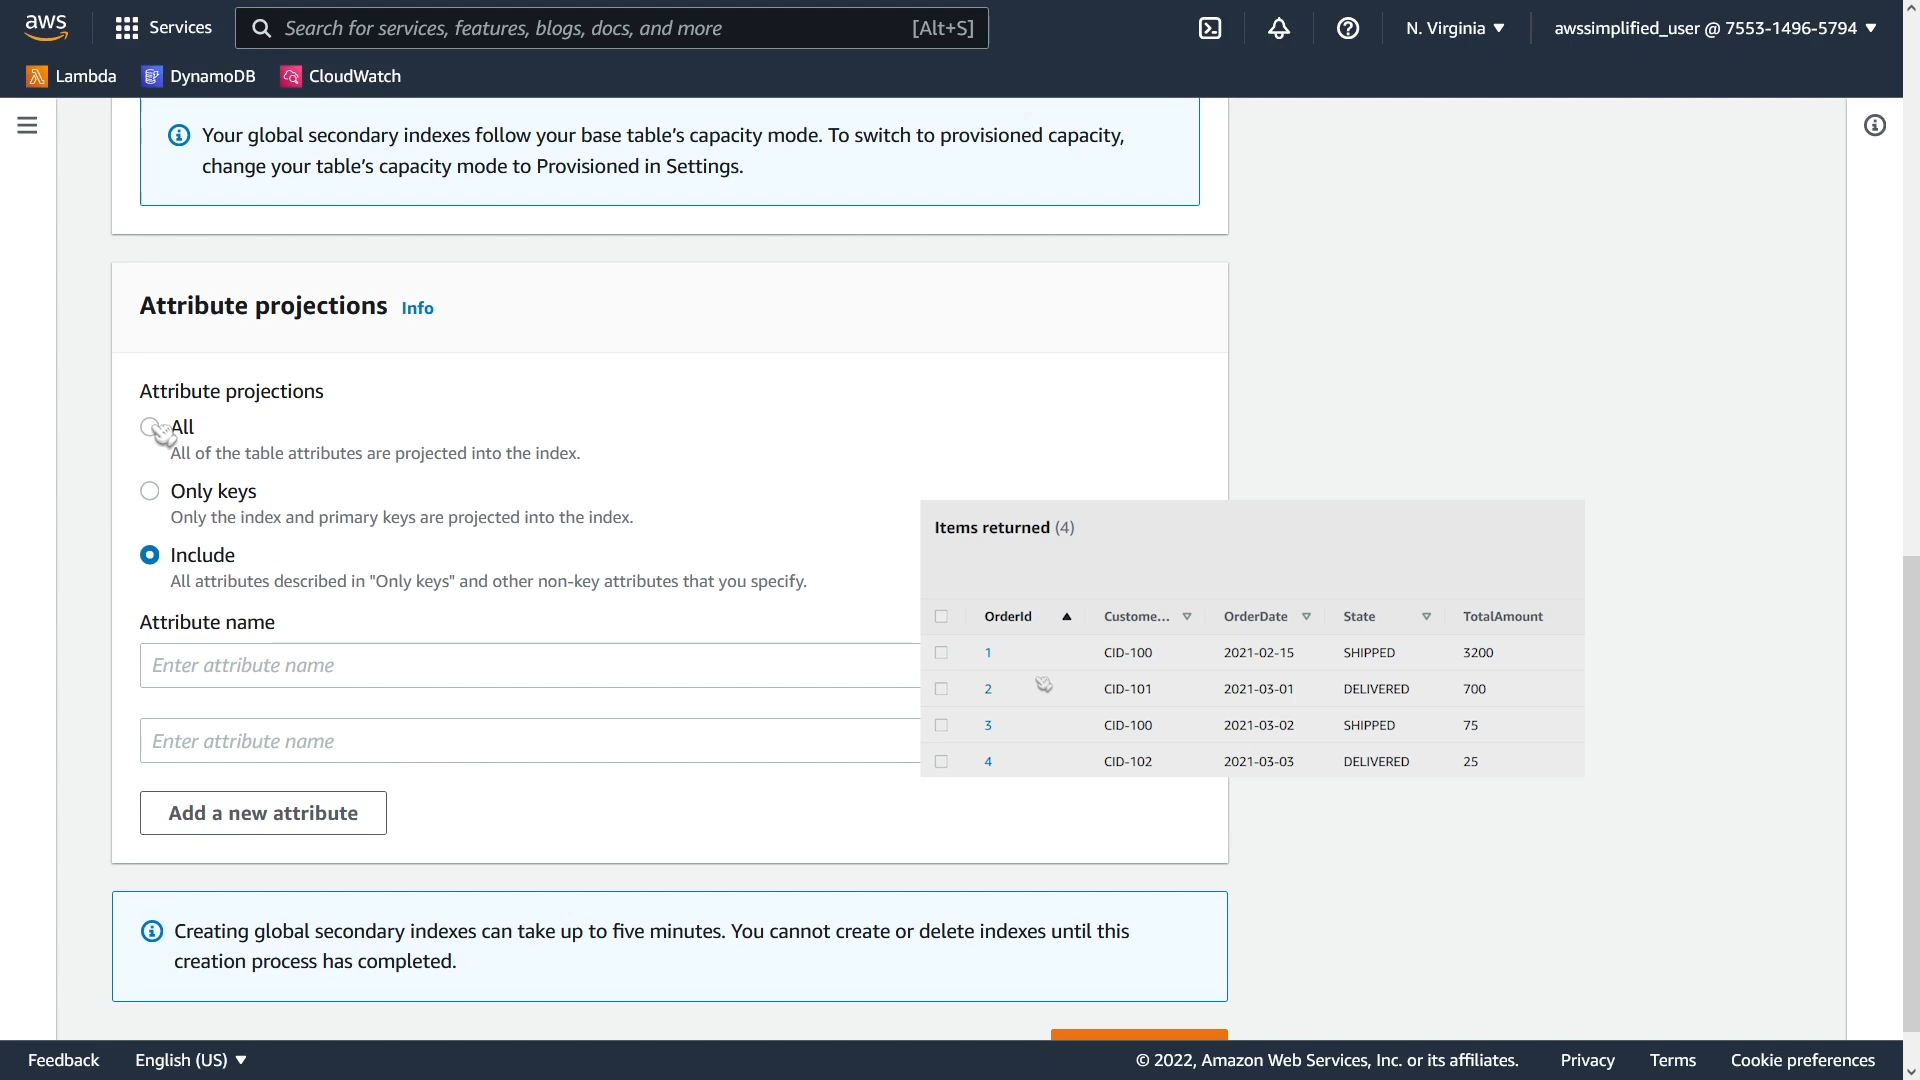 aws
Services
Search for services, features, blogs, docs, and more
[Alt+S]
N. Virginia ▼
awssimplified_user @ 7553-1496-5794 ▼
Lambda
DynamoDB
CloudWatch
Your global secondary indexes follow your base table’s capacity mode. To switch to provisioned capacity,
change your table’s capacity mode to Provisioned in Settings.
Attribute projections Info
Attribute projections
All
All of the table attributes are projected into the index.
Only keys
Only the index and primary keys are projected into the index.
Include
All attributes described in "Only keys" and other non-key attributes that you specify.
Attribute name
Enter attribute name
Enter attribute name
Add a new attribute
Items returned (4)
OrderId Custome... OrderDate State TotalAmount
1 CID-100 2021-02-15 SHIPPED 3200
2 CID-101 2021-03-01 DELIVERED 700
3 CID-100 2021-03-02 SHIPPED 75
4 CID-102 2021-03-03 DELIVERED 25
Creating global secondary indexes can take up to five minutes. You cannot create or delete indexes until this
creation process has completed.
Feedback
English (US) ▼
© 2022, Amazon Web Services, Inc. or its affiliates.
Privacy
Terms
Cookie preferences